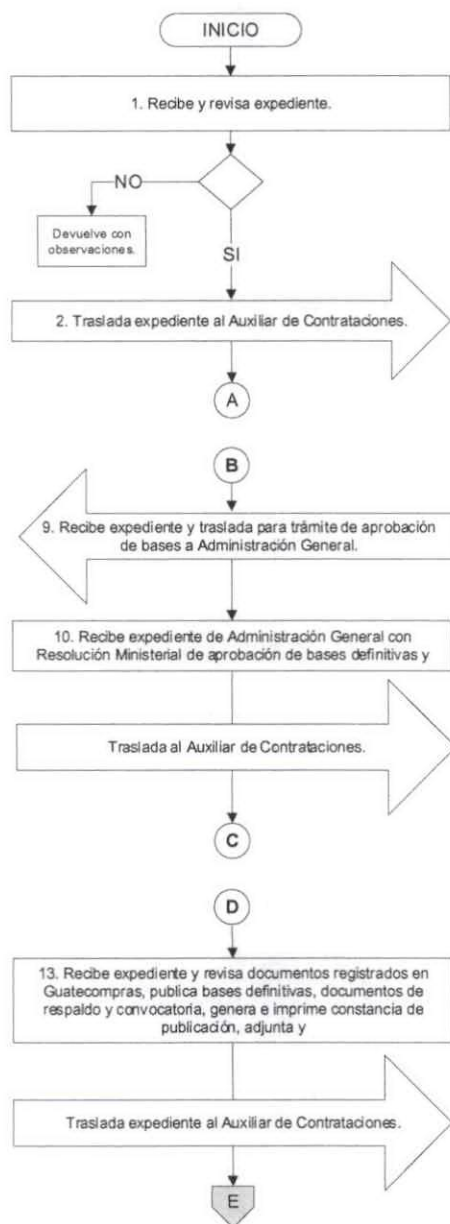 INICIO
1. Recibe y revisa expediente.
NO
Devuelve con
observaciones.
SI
2. Traslada expediente al Auxiliar de Contrataciones.
A
B
9. Recibe expediente y traslada para trámite de aprobación
de bases a Administración General.
10. Recibe expediente de Administración General con
Resolución Ministerial de aprobación de bases definitivas y
Traslada al Auxiliar de Contrataciones.
C
D
13. Recibe expediente y revisa documentos registrados en
Guatecompras, publica bases definitivas, documentos de
respaldo y convocatoria, genera e imprime constancia de
publicación, adjunta y
Traslada expediente al Auxiliar de Contrataciones.
E